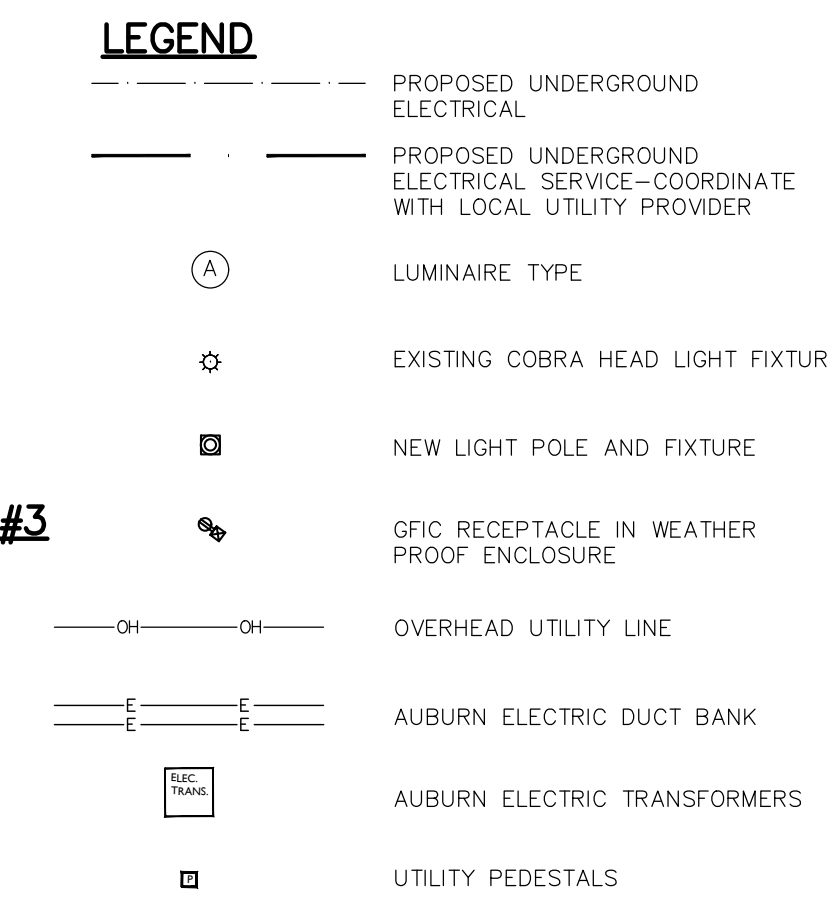 LEGEND
PROPOSED UNDERGROUND
ELECTRICAL
PROPOSED UNDERGROUND
ELECTRICAL SERVICE-COORDINATE
WITH LOCAL UTILITY PROVIDER
A LUMINAIRE TYPE
EXISTING COBRA HEAD LIGHT FIXTUR
NEW LIGHT POLE AND FIXTURE
#3
GFIC RECEPTACLE IN WEATHER
PROOF ENCLOSURE
OH OH OVERHEAD UTILITY LINE
E E
E E
AUBURN ELECTRIC DUCT BANK
ELEC.
TRANS.
AUBURN ELECTRIC TRANSFORMERS
P UTILITY PEDESTALS